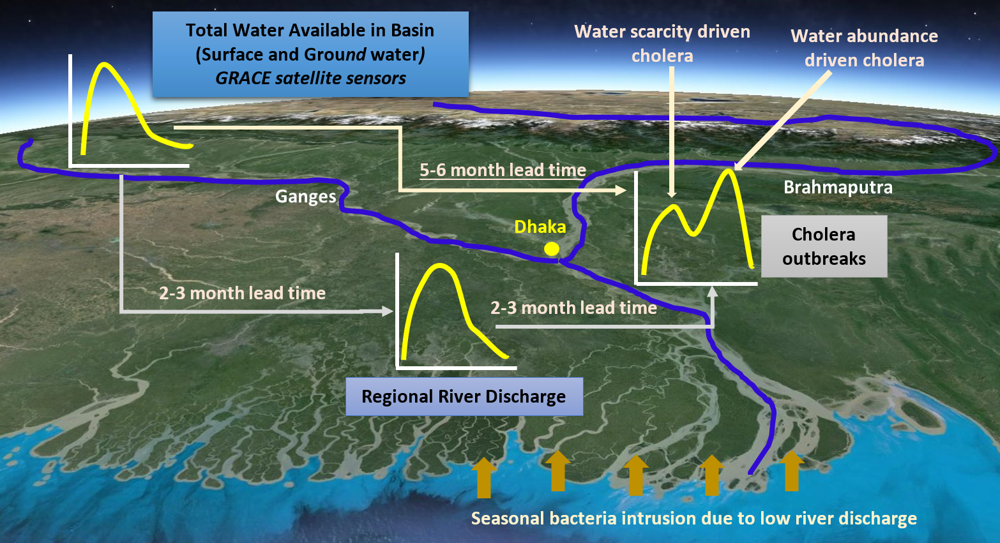 Total Water Available in Basin
(Surface and Ground water)
GRACE satellite sensors
Water scarcity driven
cholera
Water abundance
driven cholera
5-6 month lead time
Ganges
Brahmaputra
Dhaka
Cholera
outbreaks
2-3 month lead time
2-3 month lead time
Regional River Discharge
Seasonal bacteria intrusion due to low river discharge